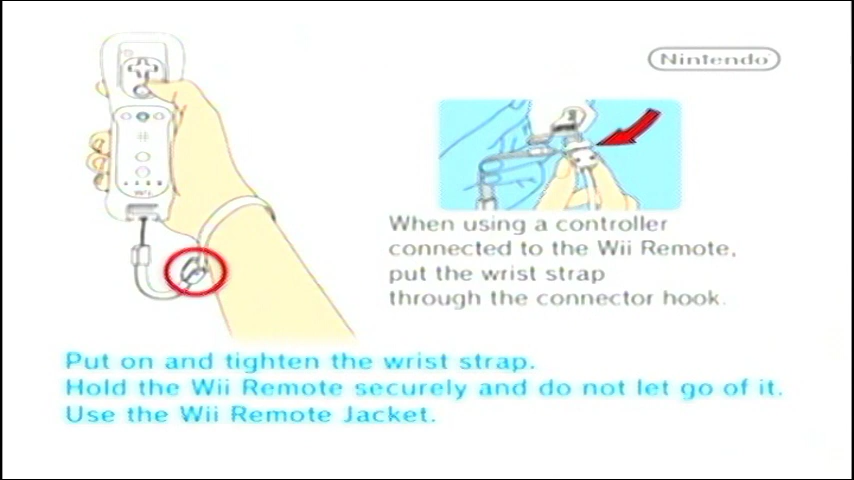 Nintendo
When using a controller
connected to the Wii Remote,
put the wrist strap
through the connector hook.
Put on and tighten the wrist strap.
Hold the Wii Remote securely and do not let go of it.
Use the Wii Remote Jacket.